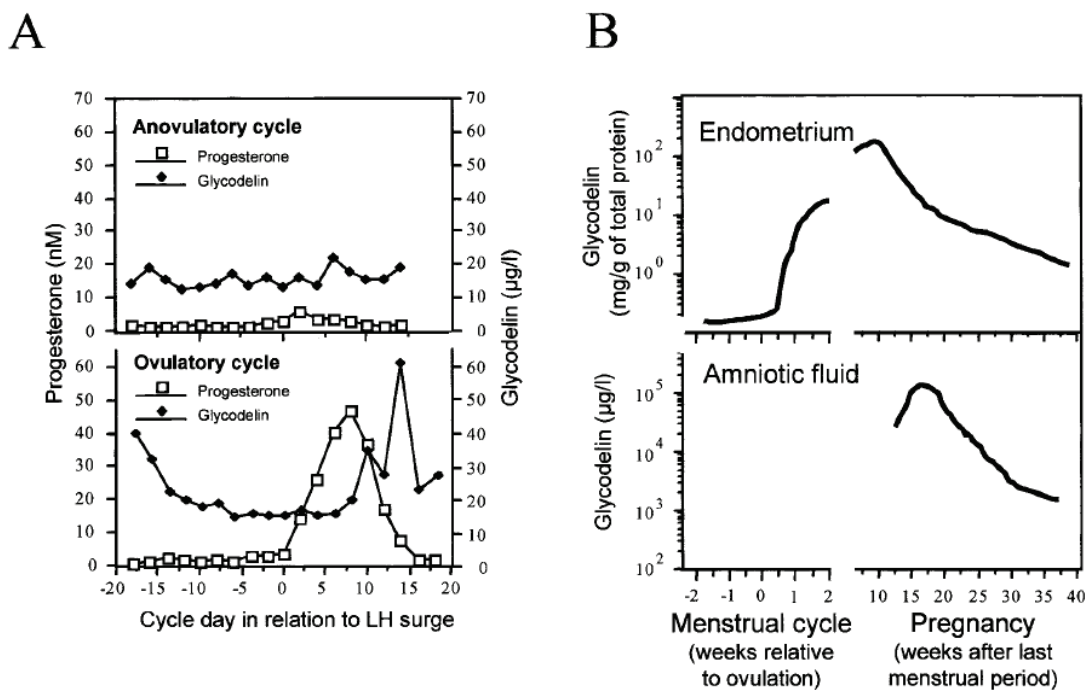 A
Progesterone (nM)
70
60
50
40
30
20
10
0
Anovulatory cycle
Progesterone
Glycodelin
70
60
50
40
30
20
10
0
60
50
40
30
20
10
0
Ovulatory cycle
Progesterone
Glycodelin
60
50
40
30
20
10
0
Glycodelin (µg/l)
-20 -15 -10 -5 0 5 10 15 20
Cycle day in relation to LH surge
B
Glycodelin
(mg/g of total protein)
10²
10¹
10⁰
Endometrium
Glycodelin (µg/l)
10⁵
10⁴
10³
10²
Amniotic fluid
-2 -1 0 1 2
10 15 20 25 30 35 40
Menstrual cycle
(weeks relative
to ovulation)
Pregnancy
(weeks after last
menstrual period)